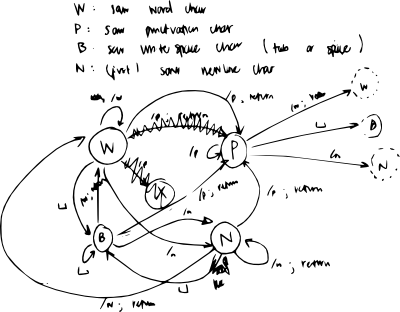 W : saw word char
P : saw punctuation char
B : saw white space char ( tab or space )
N : (first) saw newline char
/w
/p, return
W
␣
B
/n
N
W
P
/p
X
/p ; return
/p ; return
␣
/n
B
␣
/n
N
/n ; return
␣
/w ; return